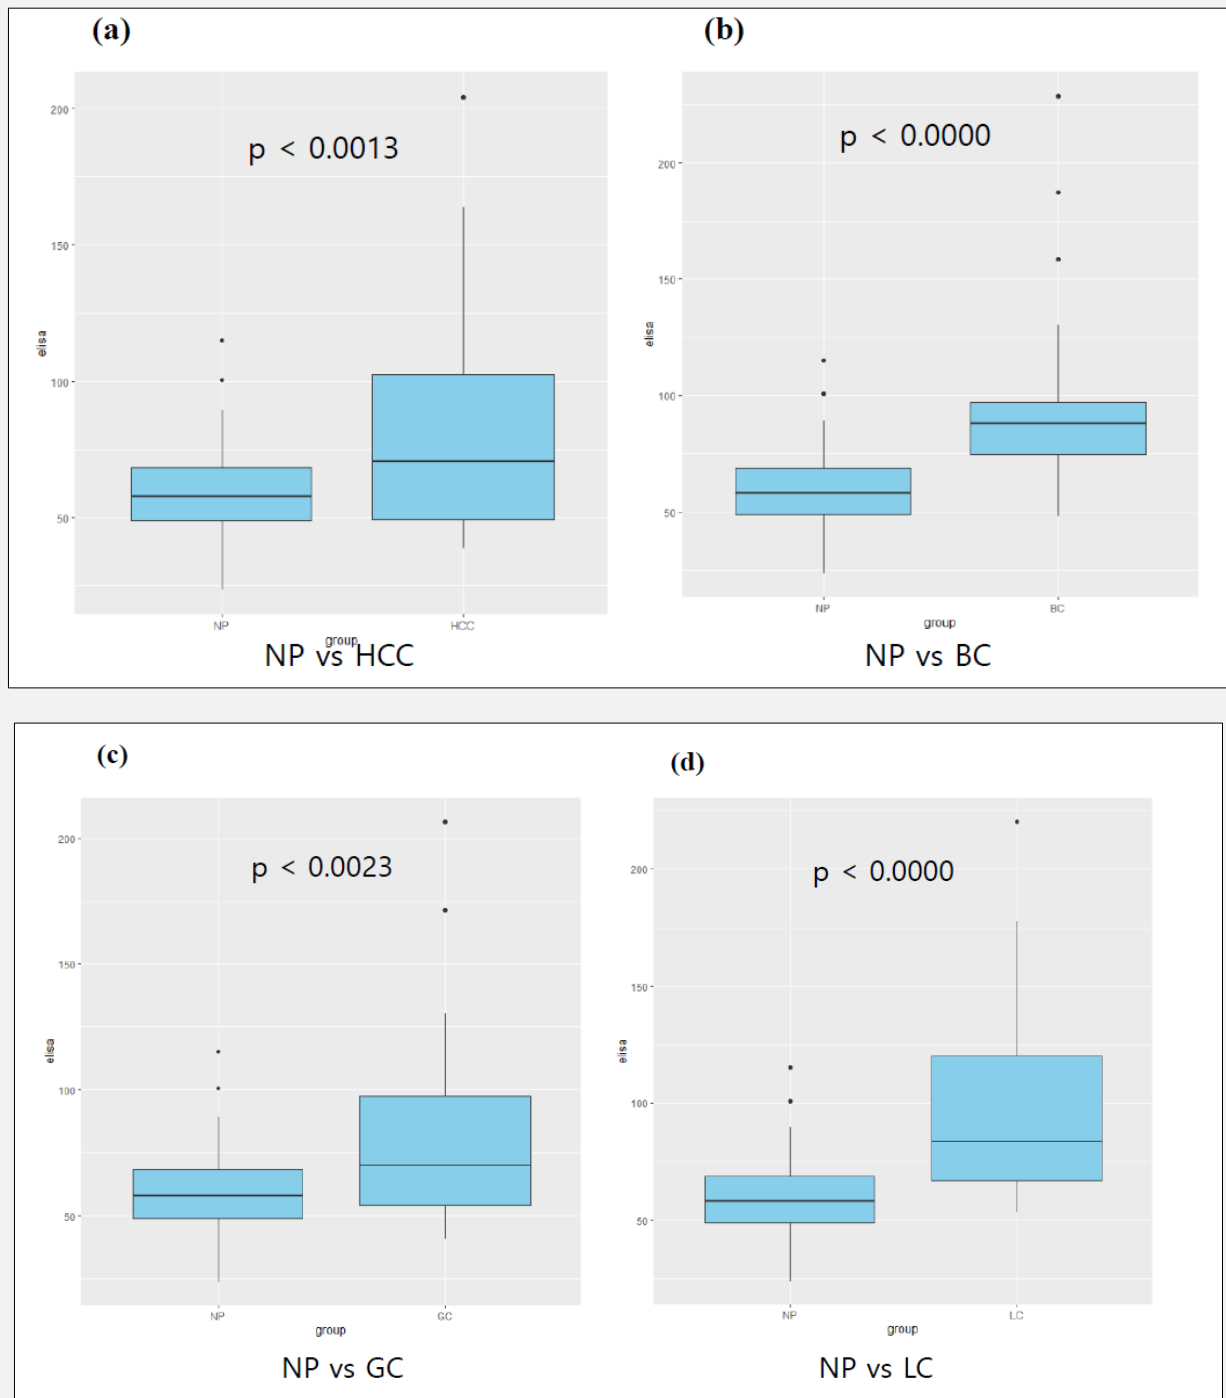 (a)
p < 0.0013
200
150
100
50
elisa
NP
HCC
group
NP vs HCC
(b)
p < 0.0000
200
150
100
50
elisa
NP
BC
group
NP vs BC
(c)
p < 0.0023
200
150
100
50
elisa
NP
GC
group
NP vs GC
(d)
p < 0.0000
200
150
100
50
elisa
NP
LC
group
NP vs LC